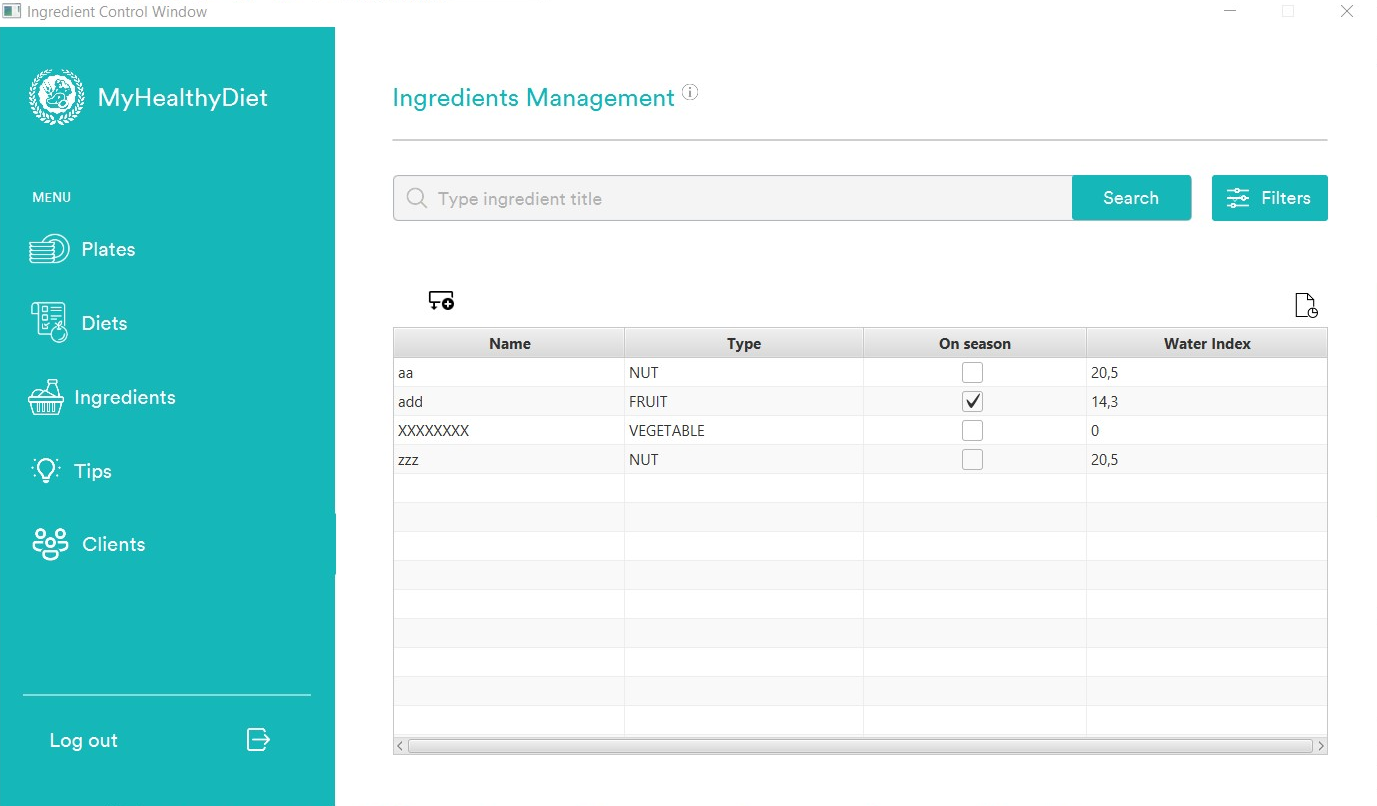 Ingredient Control Window
MyHealthyDiet
MENU
Plates
Diets
Ingredients
Tips
Clients
Log out
Ingredients Management
Type ingredient title
Search
Filters
Name Type On season Water Index
aa NUT 20,5
add FRUIT 14,3
XXXXXXXX VEGETABLE 0
zzz NUT 20,5